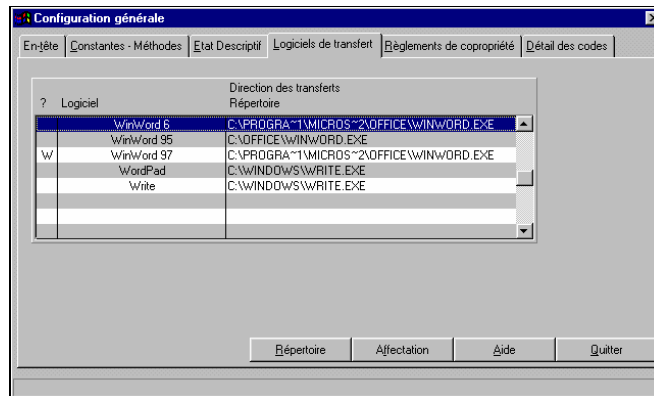 Configuration générale
En-tête Constantes - Méthodes Etat Descriptif Logiciels de transfert Règlements de copropriété Détail des codes
Direction des transferts
? Logiciel Répertoire
WinWord 6 C:\PROGRA~1\MICROS~2\OFFICE\WINWORD.EXE
WinWord 95 C:\OFFICE\WINWORD.EXE
W WinWord 97 C:\PROGRA~1\MICROS~2\OFFICE\WINWORD.EXE
WordPad C:\WINDOWS\WRITE.EXE
Write C:\WINDOWS\WRITE.EXE
Répertoire Affectation Aide Quitter